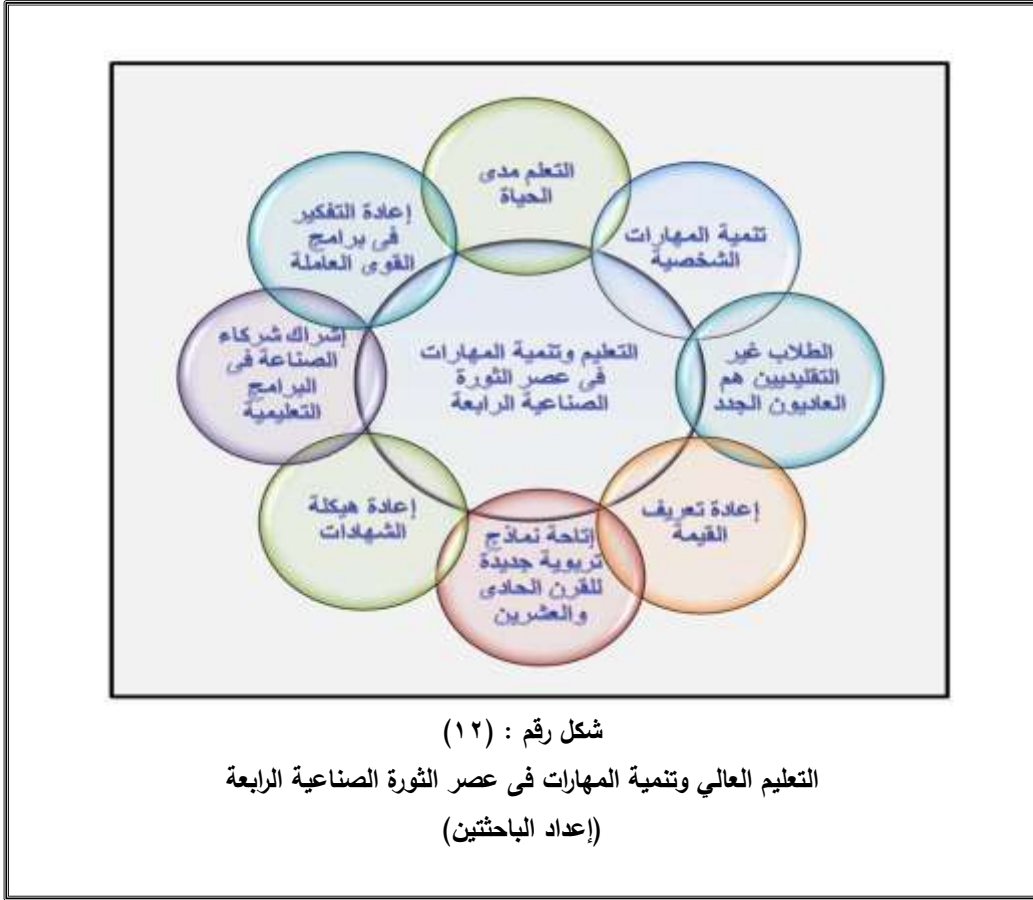 التعلم مدى
الحياة
تنمية المهارات
الشخصية
الطلاب غير
التقليديين هم
العاديون الجدد
إعادة تعريف
القيمة
إتاحة نماذج
تربوية جديدة
للقرن الحادى
والعشرين
إعادة هيكلة
الشهادات
إشراك شركاء
الصناعة فى
البرامج
التعليمية
إعادة التفكير
فى برامج
القوى العاملة
التعليم وتنمية المهارات
فى عصر الثورة
الصناعية الرابعة
شكل رقم : (١٢)
التعليم العالي وتنمية المهارات فى عصر الثورة الصناعية الرابعة
(إعداد الباحثتين)